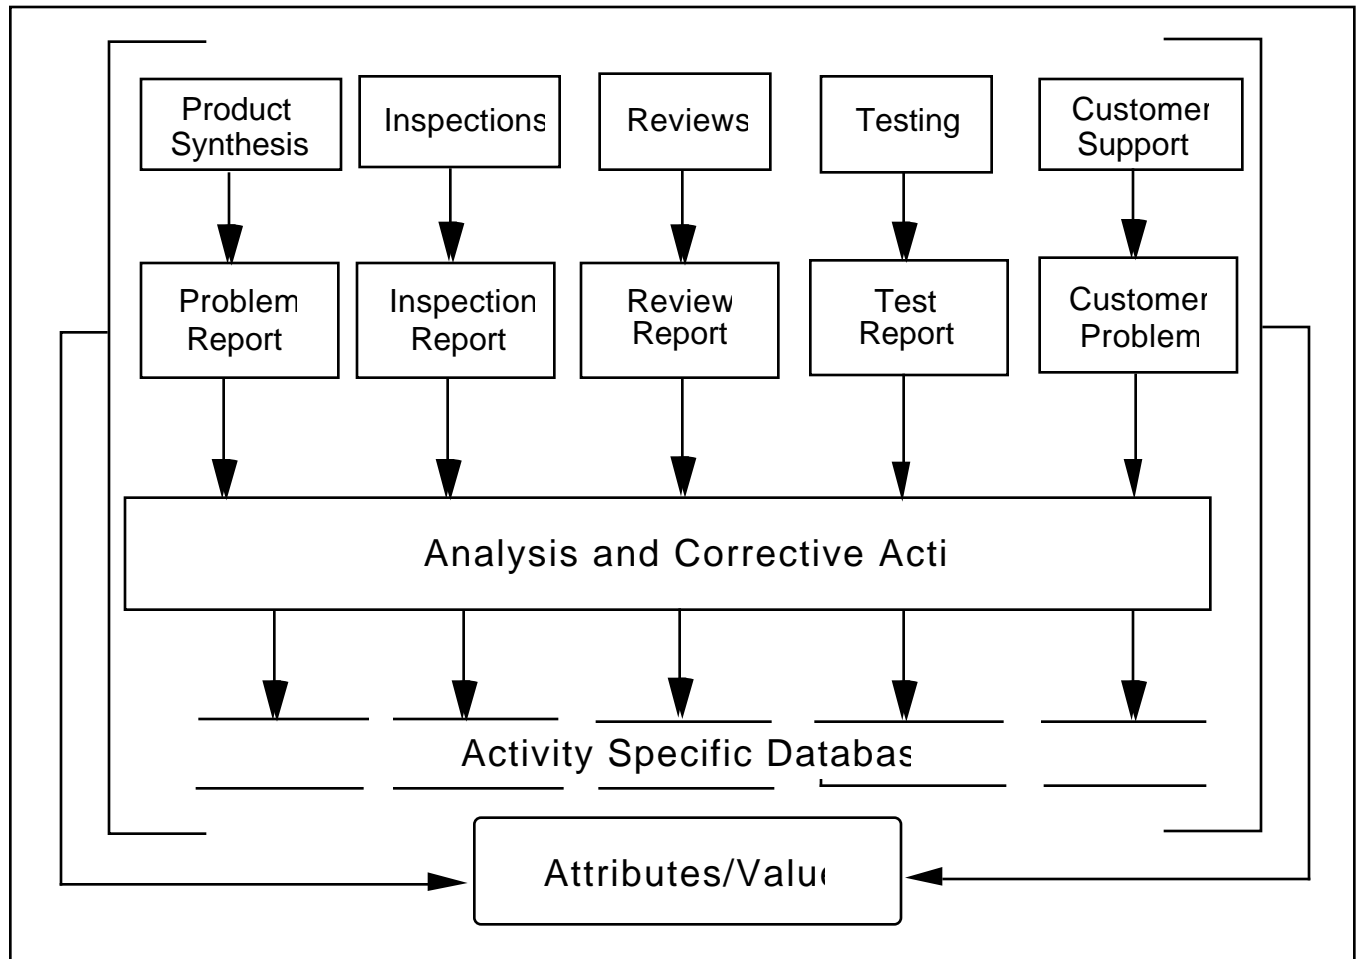 Product
Synthesis
Inspections
Reviews
Testing
Customer
Support
Problem
Report
Inspection
Report
Review
Report
Test
Report
Customer
Problem
Analysis and Corrective Acti
Activity Specific Databas
Attributes/Valu